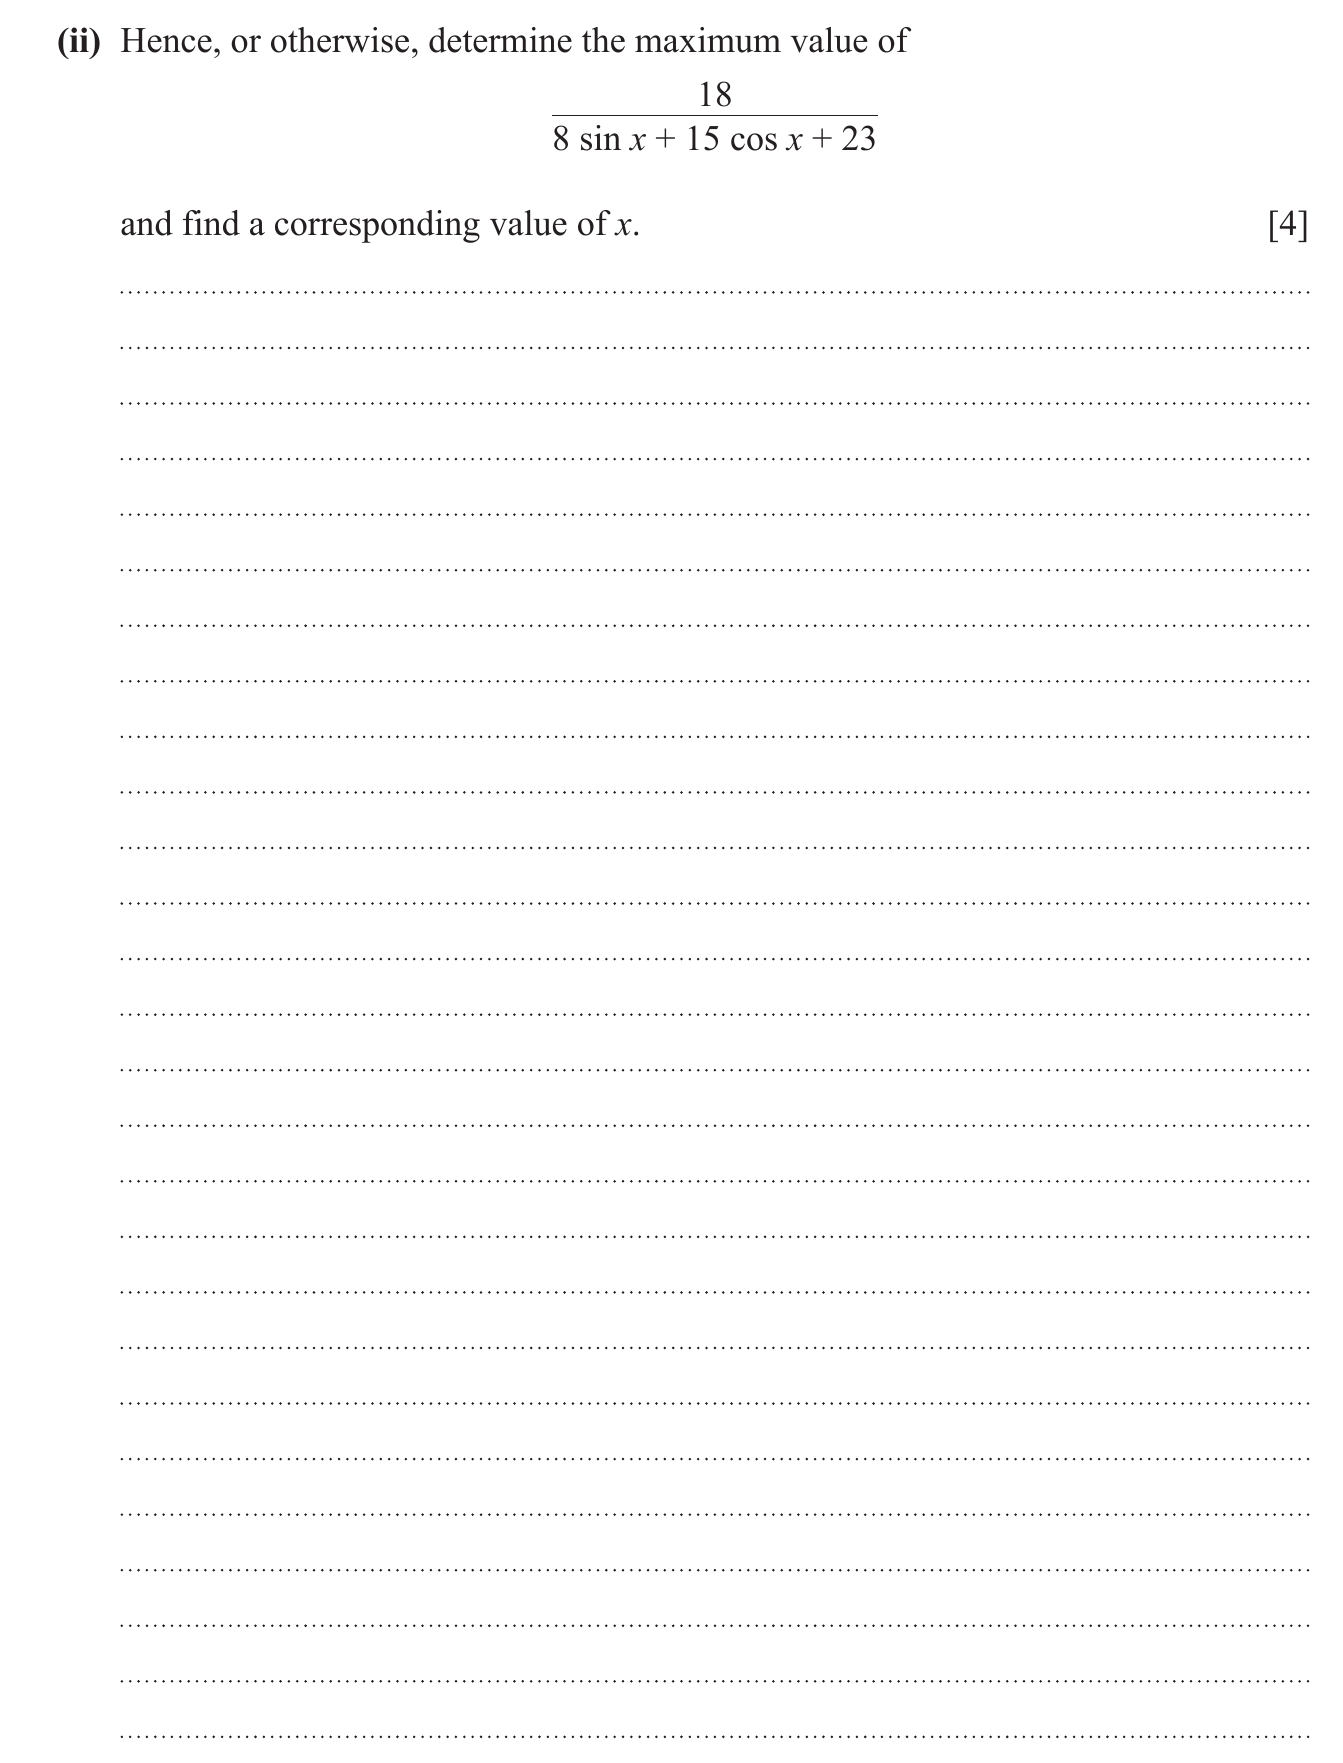 (ii) Hence, or otherwise, determine the maximum value of
18
8 sin x + 15 cos x + 23
and find a corresponding value of x. [4]